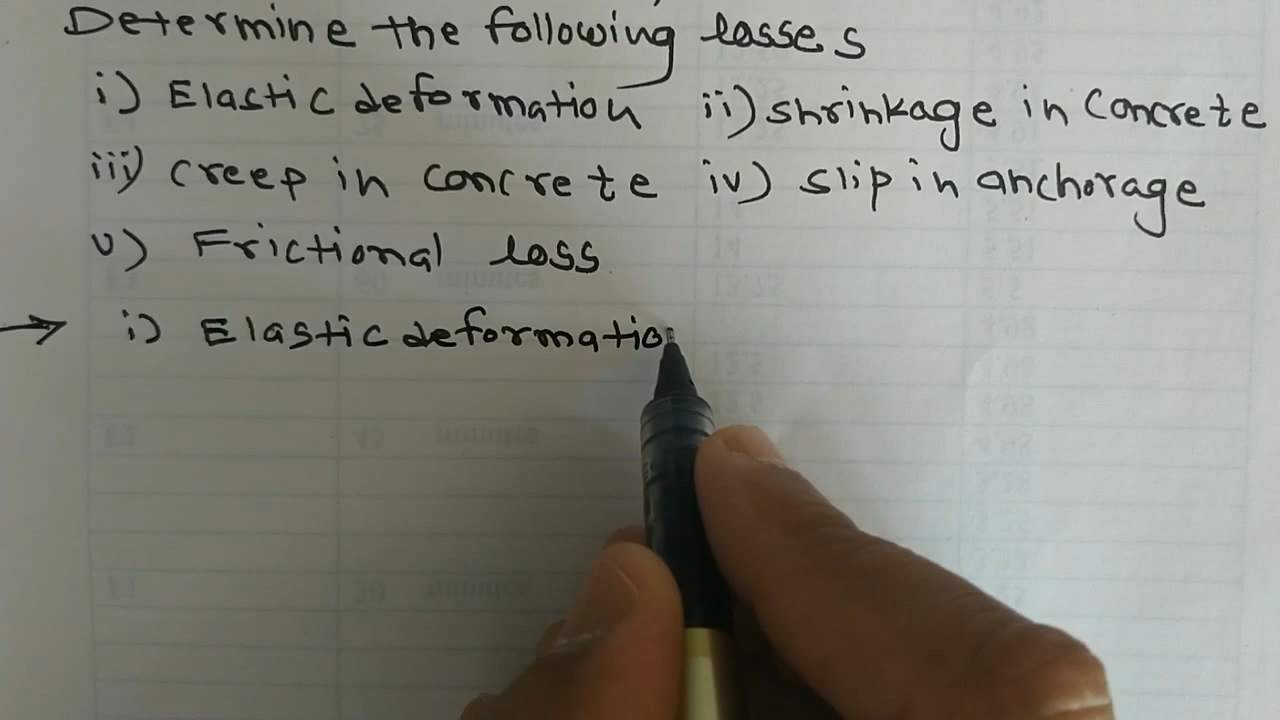 Determine the following losses
i) Elastic deformation ii) shrinkage in concrete
iii) creep in concrete iv) slip in anchorage
v) Frictional loss
→ i) Elastic deformatio